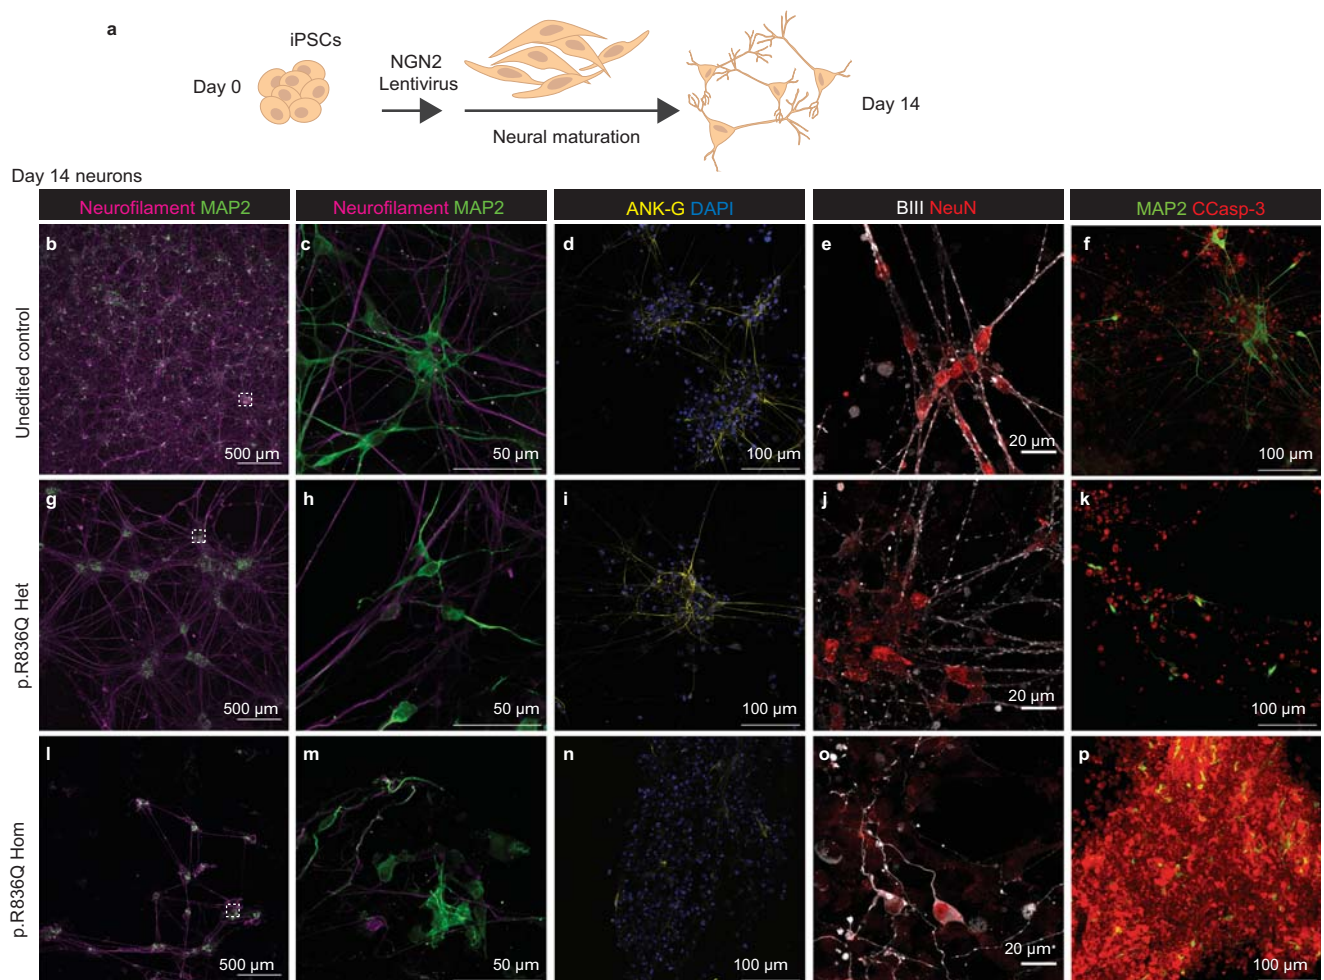 a
iPSCs
Day 0
NGN2
Lentivirus
Neural maturation
Day 14
Day 14 neurons
Neurofilament MAP2
Neurofilament MAP2
ANK-G DAPI
BIII NeuN
MAP2 CCasp-3
Unedited control
b
500 µm
c
50 µm
d
100 µm
e
20 µm
f
100 µm
p.R836Q Het
g
500 µm
h
50 µm
i
100 µm
j
20 µm
k
100 µm
p.R836Q Hom
l
500 µm
m
50 µm
n
100 µm
o
20 µm
p
100 µm